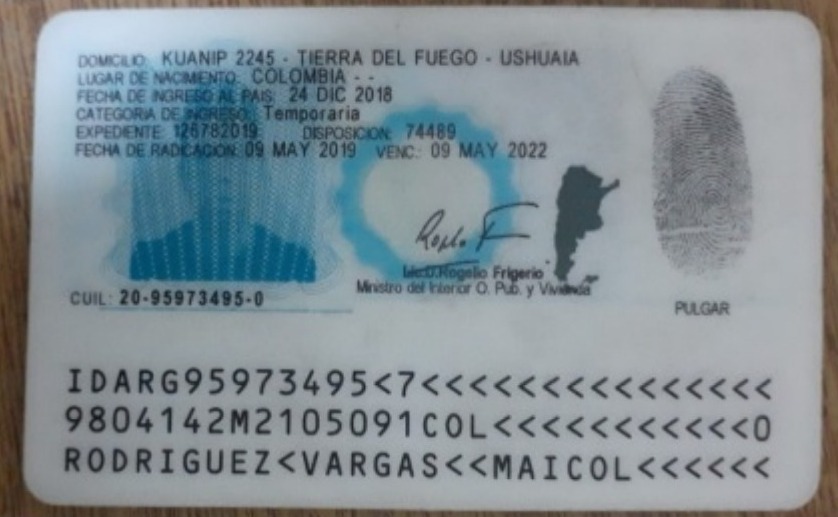 DOMICILIO: KUANIP 2245 - TIERRA DEL FUEGO - USHUAIA
LUGAR DE NACIMIENTO: COLOMBIA - -
FECHA DE INGRESO AL PAIS: 24 DIC 2018
CATEGORIA DE INGRESO: Temporaria
EXPEDIENTE: 126782019 DISPOSICION: 74489
FECHA DE RADICACION: 09 MAY 2019 VENC.: 09 MAY 2022
Lic.D.Rogelio Frigerio
Ministro del Interior O. Pub. y Vivienda
CUIL: 20-95973495-0
PULGAR
IDARG95973495<7<<<<<<<<<<<<<<<
9804142M2105091COL<<<<<<<<<<<0
RODRIGUEZ<VARGAS<<MAICOL<<<<<<